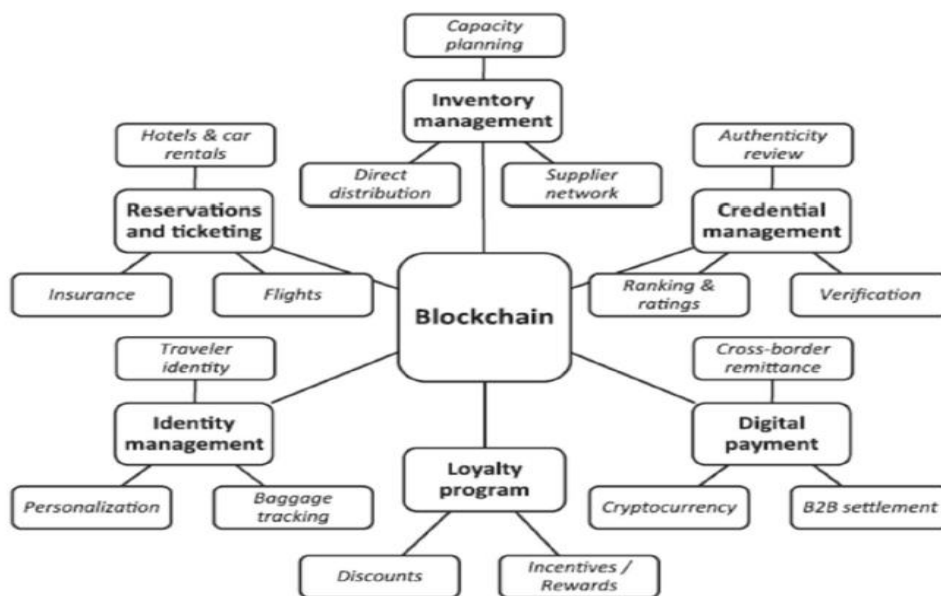 Capacity
planning
Inventory
management
Direct
distribution
Supplier
network
Hotels & car
rentals
Reservations
and ticketing
Insurance
Flights
Authenticity
review
Credential
management
Ranking &
ratings
Verification
Blockchain
Traveler
identity
Identity
management
Personalization
Baggage
tracking
Loyalty
program
Discounts
Incentives /
Rewards
Cross-border
remittance
Digital
payment
Cryptocurrency
B2B settlement